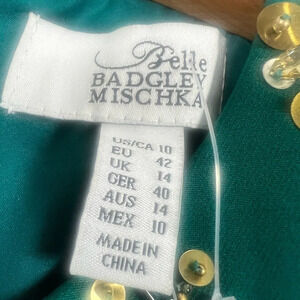 Belle
BADGLEY
MISCHKA
US/CA 10
EU 42
UK 14
GER 40
AUS 14
MEX 10
MADE IN
CHINA